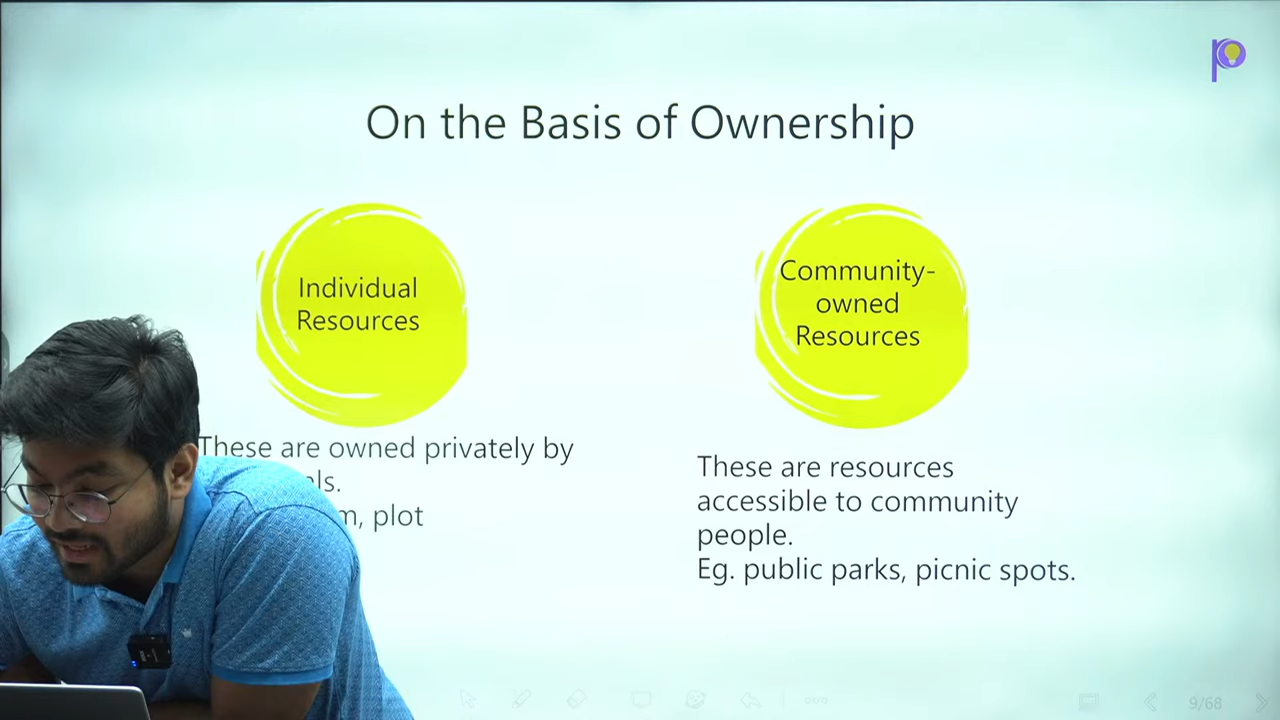 On the Basis of Ownership
Individual
Resources
These are owned privately by
plot
Community-
owned
Resources
These are resources
accessible to community
people.
Eg. public parks, picnic spots.
9/68